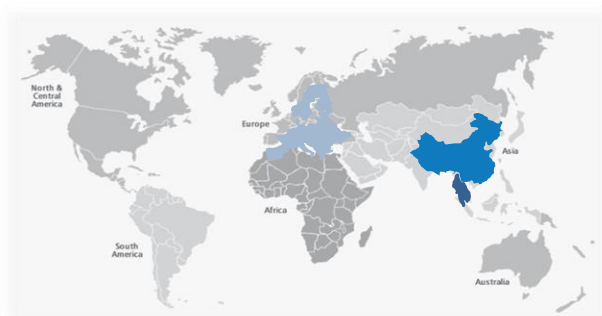 North &
Central
America
Europe
Asia
Africa
South
America
Australia